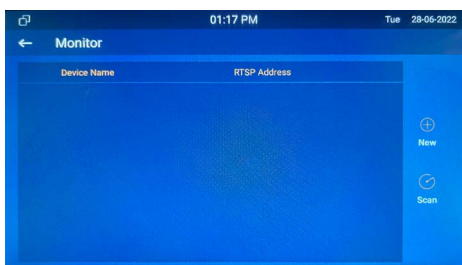 01:17 PM Tue 28-06-2022
Monitor
Device Name RTSP Address
New
Scan